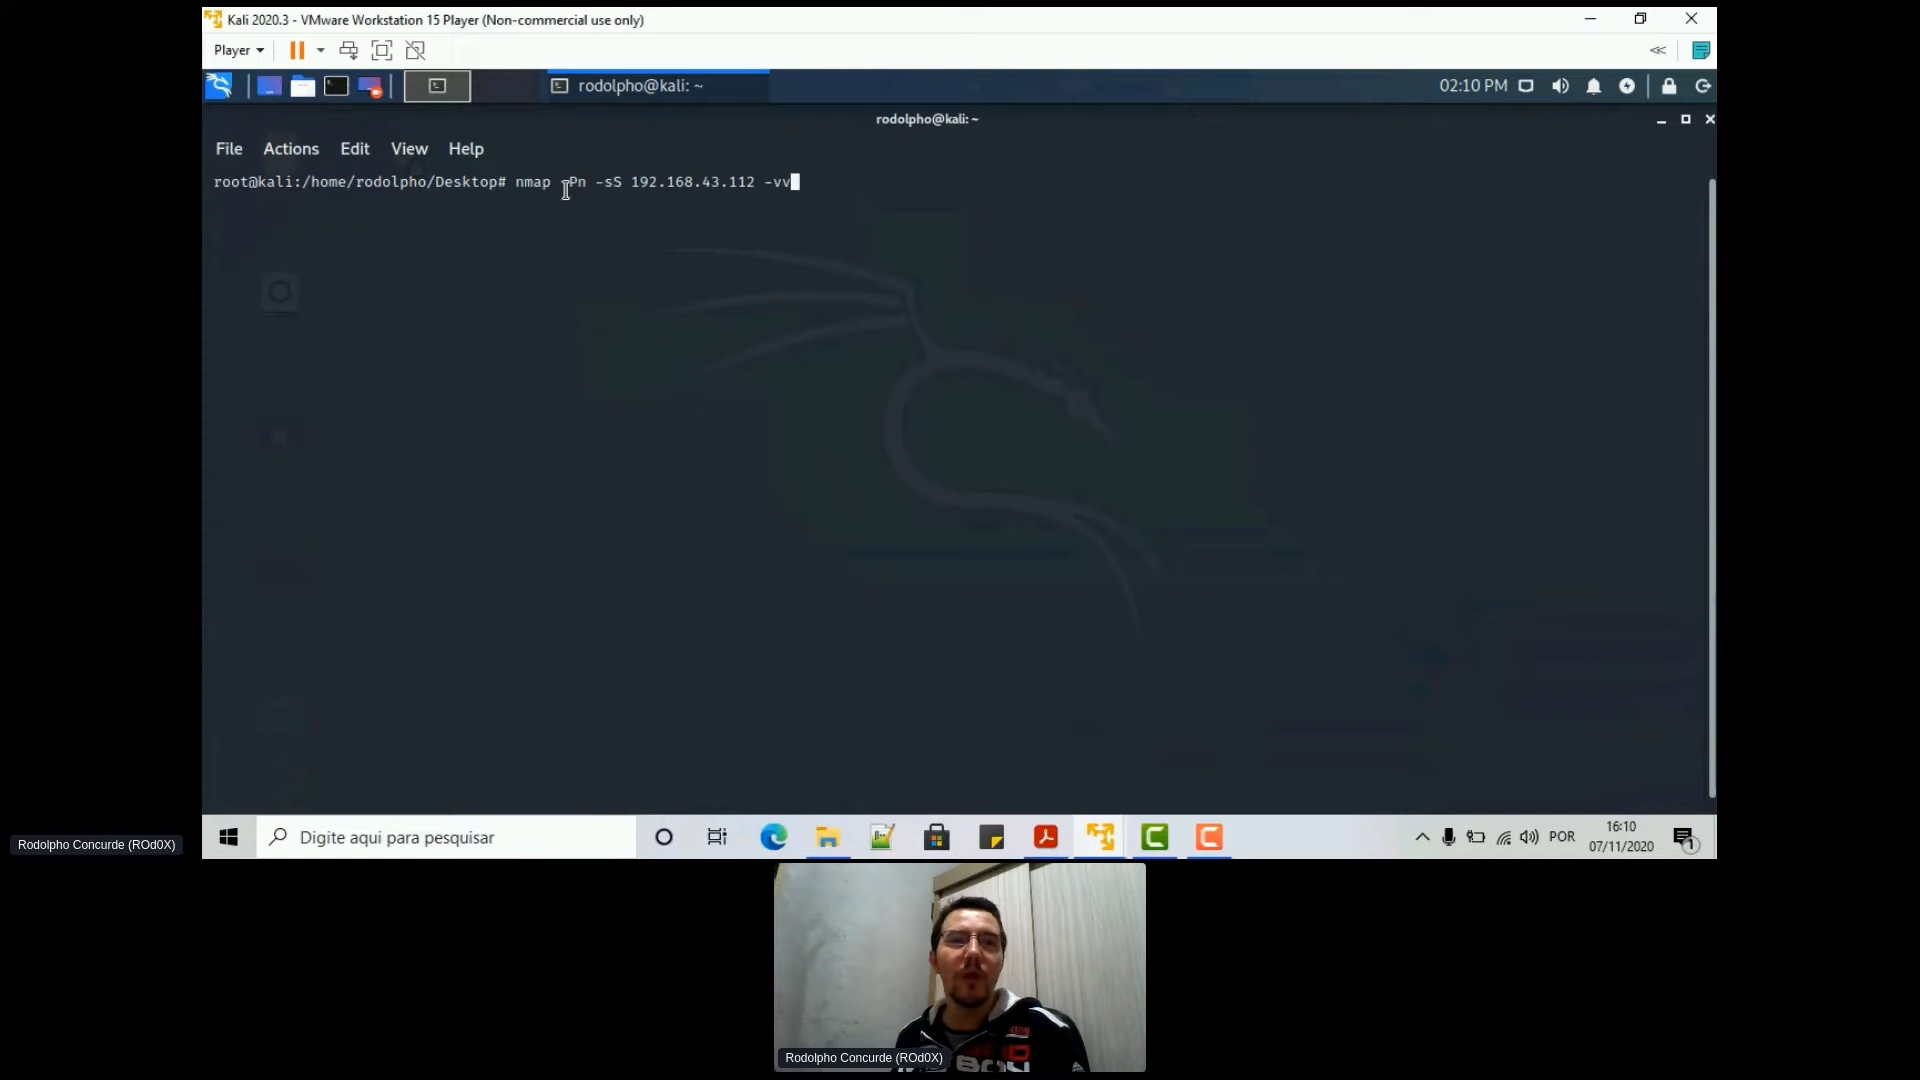 Kali 2020.3 - VMware Workstation 15 Player (Non-commercial use only)
Player
rodolpho@kali: ~
02:10 PM
rodolpho@kali: ~
File Actions Edit View Help
root@kali:/home/rodolpho/Desktop# nmap -Pn -sS 192.168.43.112 -vv
Digite aqui para pesquisar
POR
16:10
07/11/2020
1
Rodolpho Concurde (ROd0X)
Rodolpho Concurde (ROd0X)